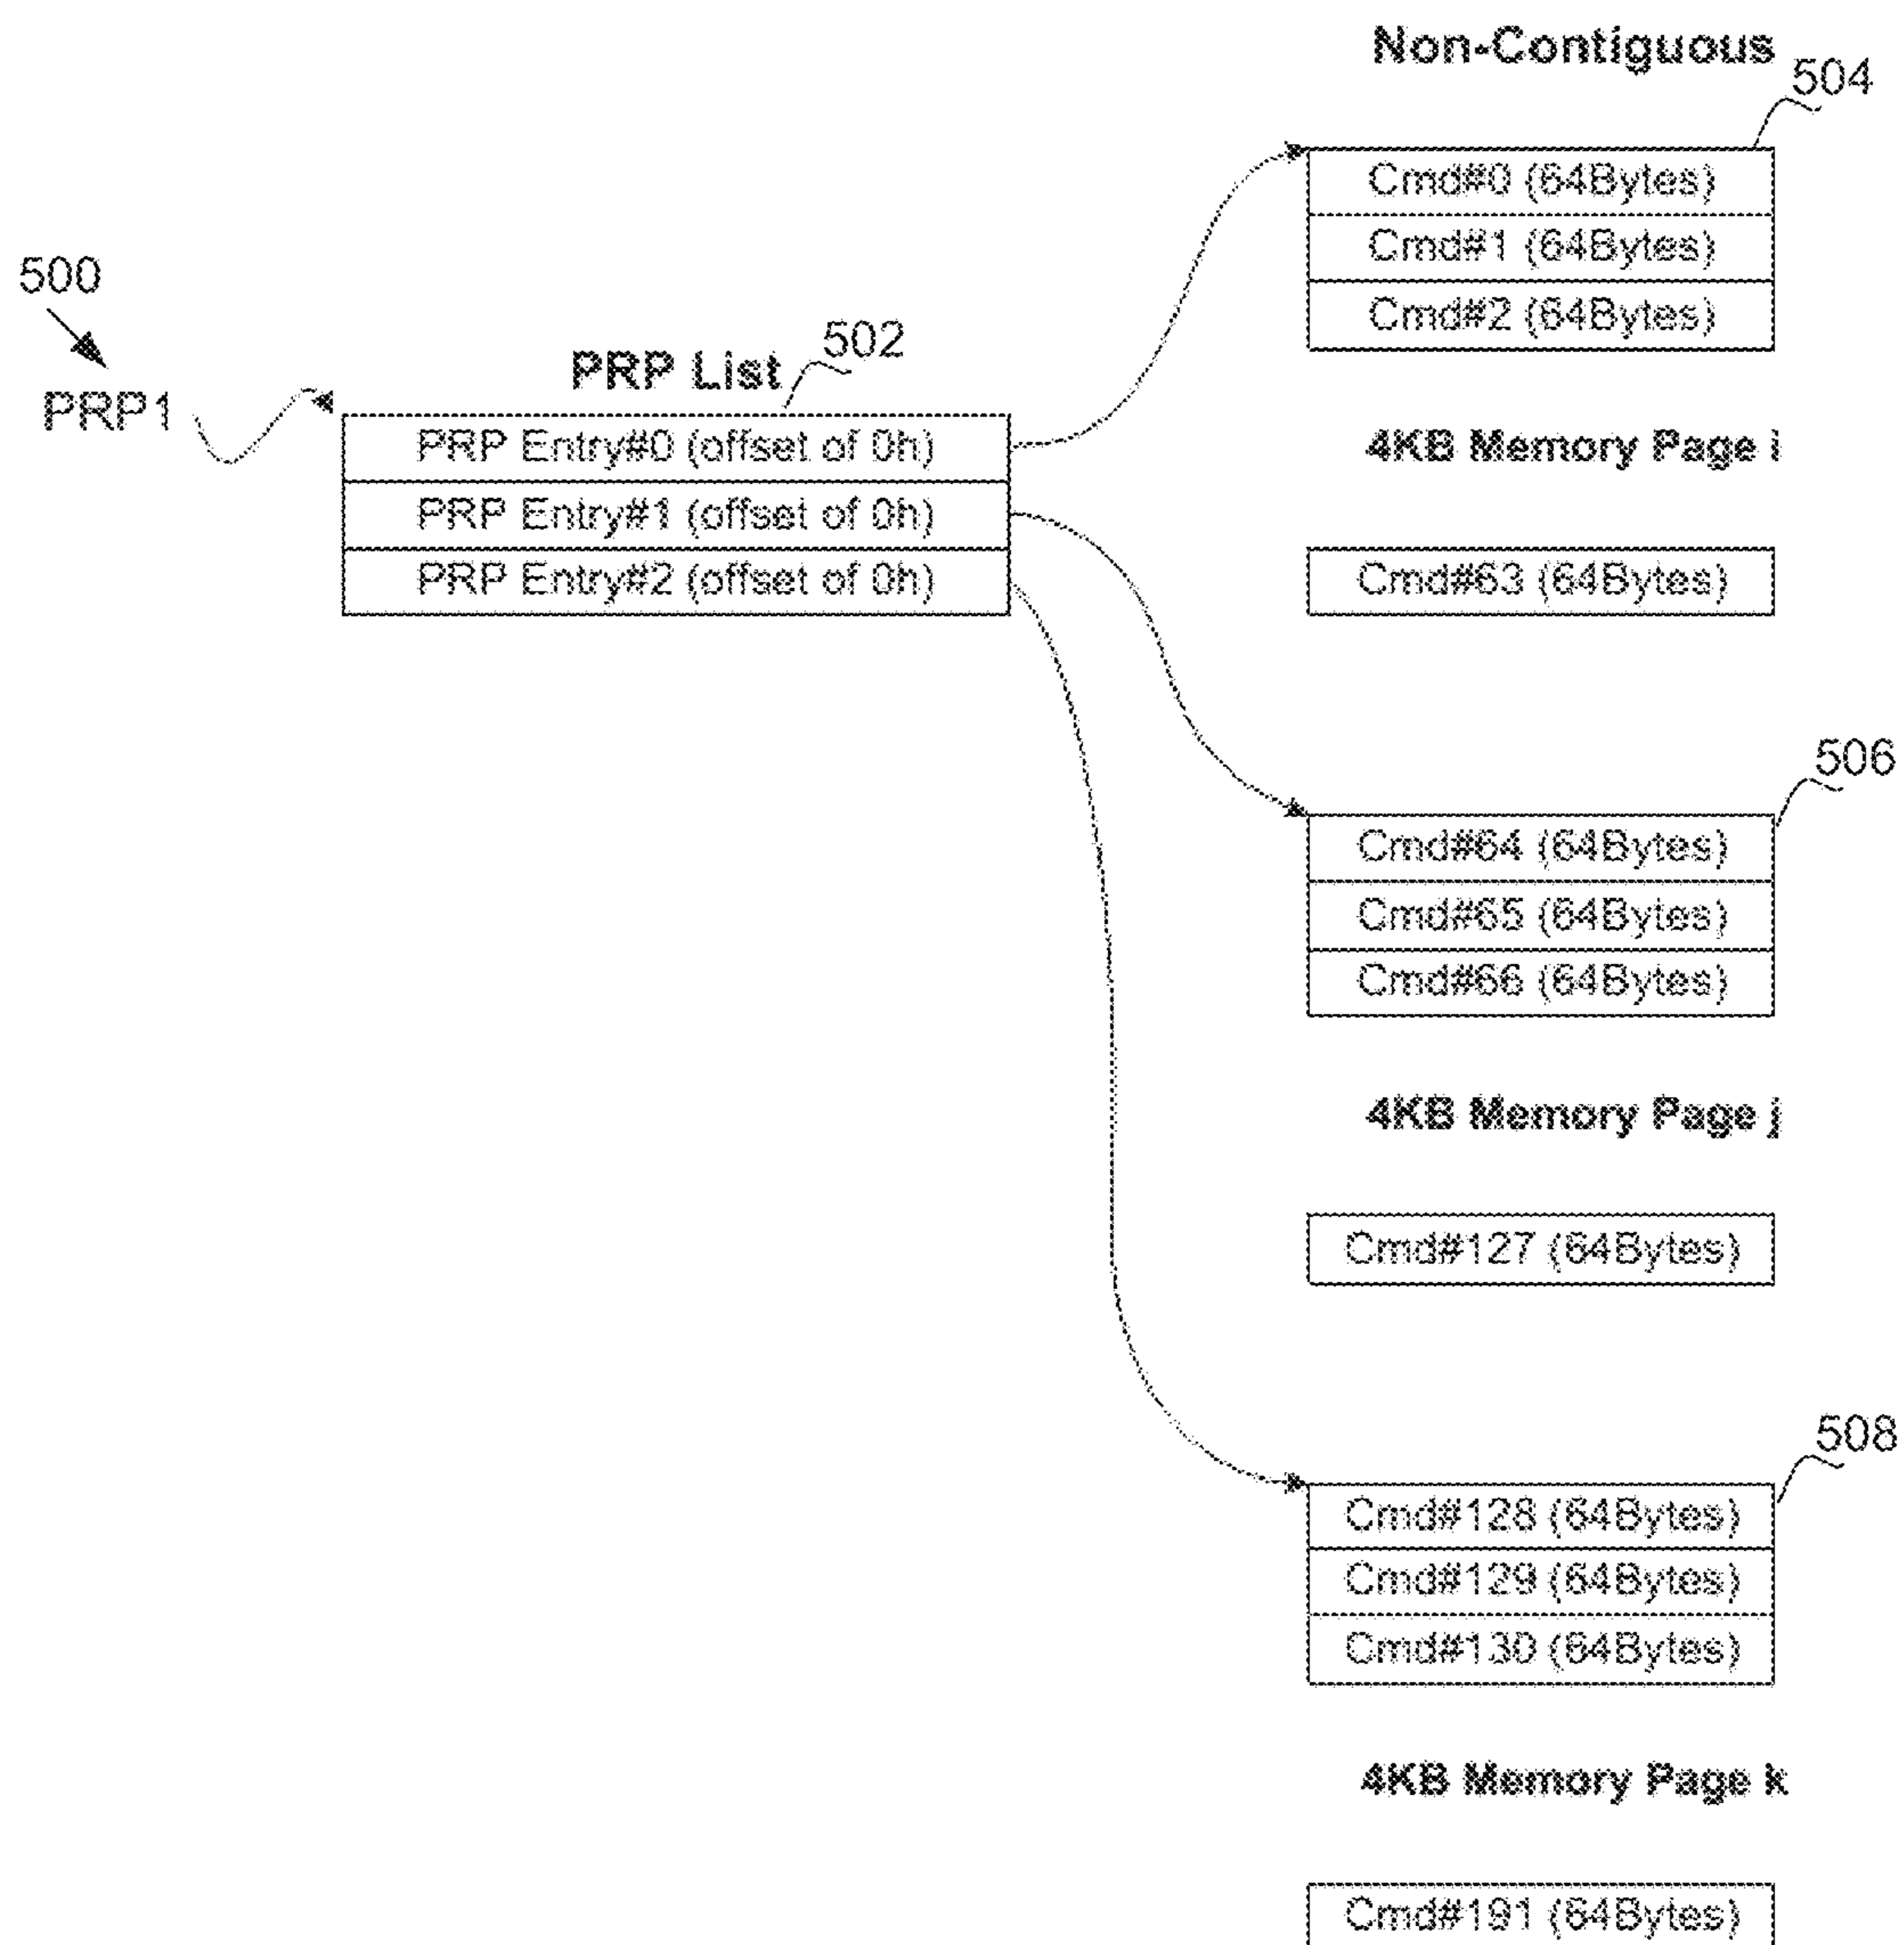 Non-Contiguous
504
Cmd#0 (64Bytes)
Cmd#1 (64Bytes)
Cmd#2 (64Bytes)
500
PRP1
PRP List
502
PRP Entry#0 (offset of 0h)
PRP Entry#1 (offset of 0h)
PRP Entry#2 (offset of 0h)
4KB Memory Page i
Cmd#63 (64Bytes)
506
Cmd#64 (64Bytes)
Cmd#65 (64Bytes)
Cmd#66 (64Bytes)
4KB Memory Page j
Cmd#127 (64Bytes)
508
Cmd#128 (64Bytes)
Cmd#129 (64Bytes)
Cmd#130 (64Bytes)
4KB Memory Page k
Cmd#191 (64Bytes)